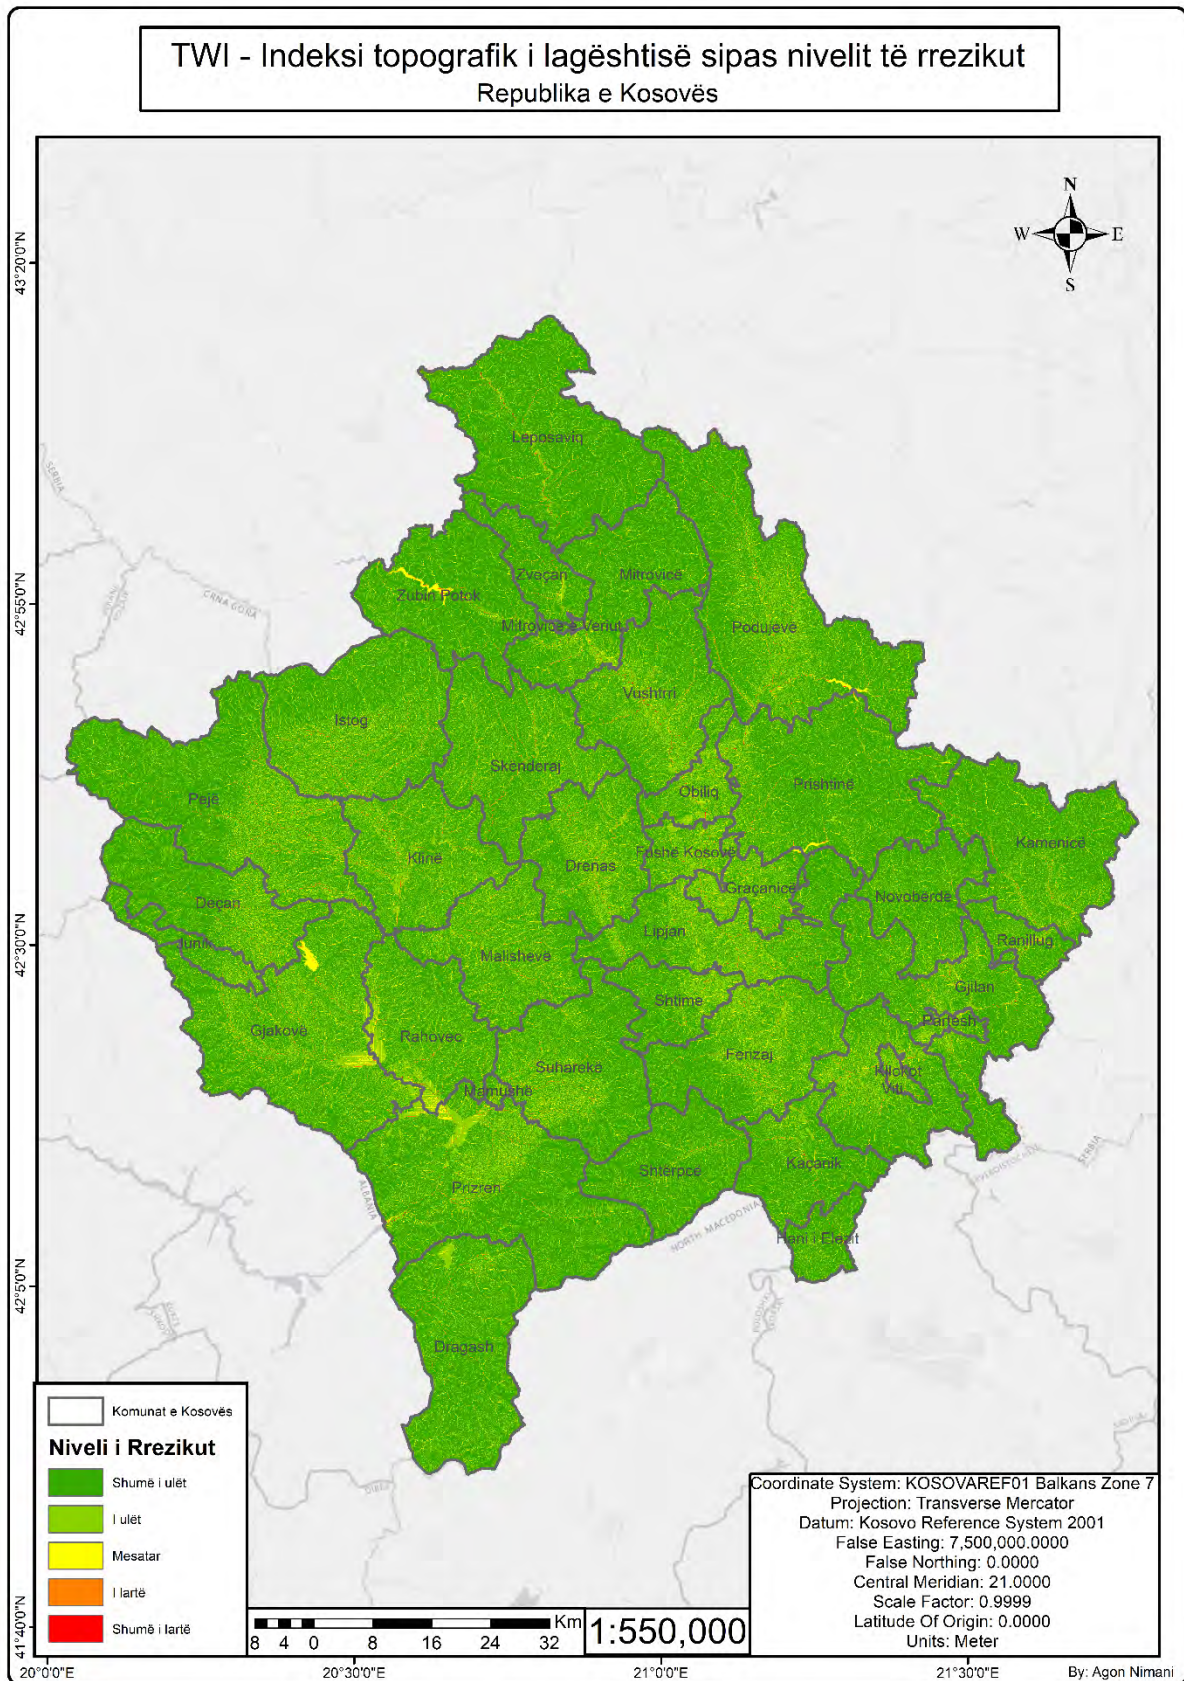 TWI - Indeksi topografik i lagështisë sipas nivelit të rrezikut
Republika e Kosovës
N
W E
S
43°20'0"N
42°55'0"N
42°30'0"N
42°5'0"N
41°40'0"N
SERBIA
CRNA GORA
Leposaviq
Zveçan
Mitrovicë
Zubin Potok
Mitrovicë e Veriut
Podujevë
Vushtrri
Istog
Skenderaj
Obiliq
Prishtinë
Pejë
Kamenicë
Klinë
Drenas
Fushë Kosovë
Graçanicë
Novobërdë
Deçan
Junik
Lipjan
Ranillug
Malishevë
Gjilan
Shtime
Partesh
Gjakovë
Rahovec
Ferizaj
Suharekë
Kllokot
Viti
Mamushë
Prizren
Shtërpcë
Kaçanik
SERBIA
ALBANIA
NORTH MACEDONIA
Hani i Elezit
Dragash
Komunat e Kosovës
Niveli i Rrezikut
Shumë i ulët
I ulët
Mesatar
I lartë
Shumë i lartë
Coordinate System: KOSOVAREF01 Balkans Zone 7
Projection: Transverse Mercator
Datum: Kosovo Reference System 2001
False Easting: 7,500,000.0000
False Northing: 0.0000
Central Meridian: 21.0000
Scale Factor: 0.9999
Latitude Of Origin: 0.0000
Units: Meter
Km
8 4 0 8 16 24 32
1:550,000
20°0'0"E 20°30'0"E 21°0'0"E 21°30'0"E
By: Agon Nimani